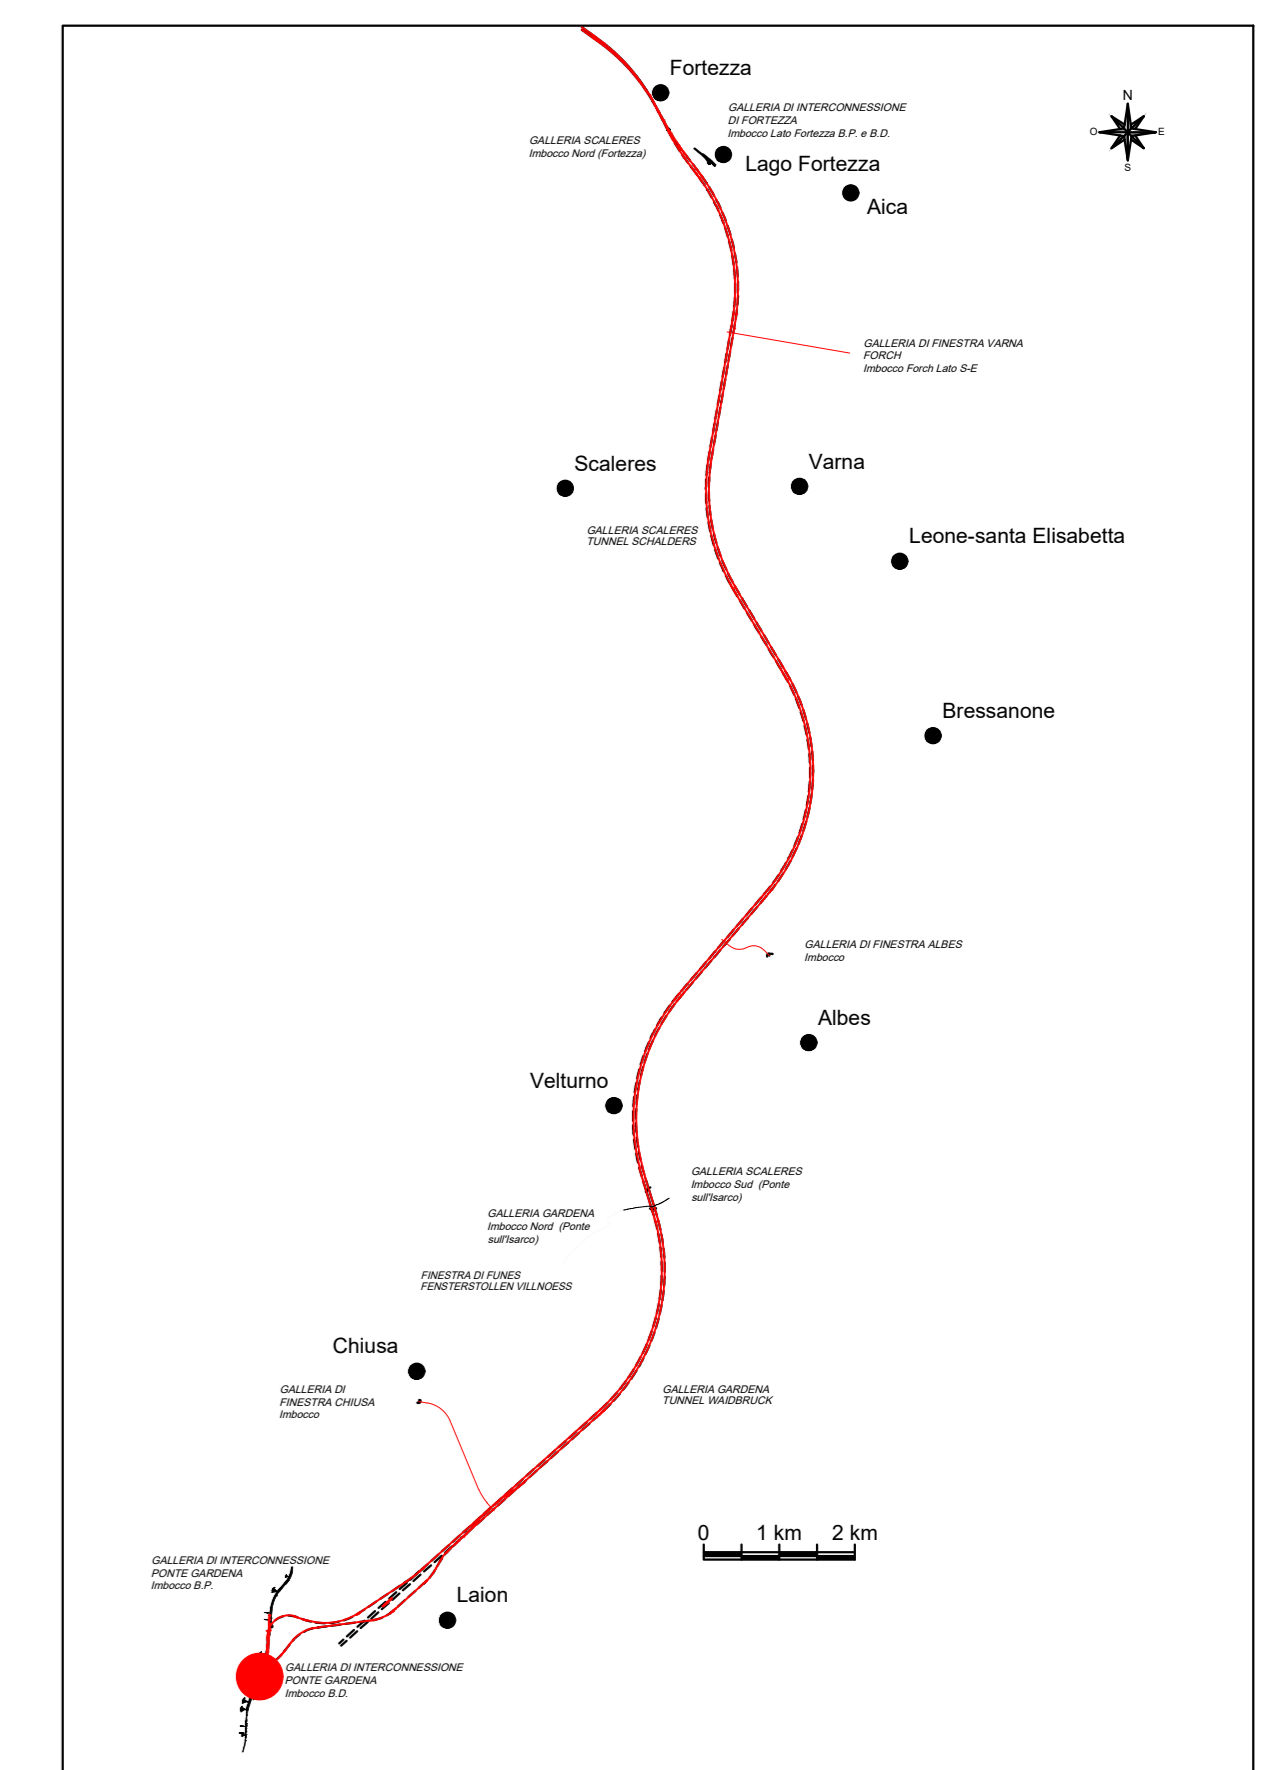 Fortezza
GALLERIA DI INTERCONNESSIONE
DI FORTEZZA
Imbocco Lato Fortezza B.P. e B.D.
N
O
E
S
GALLERIA SCALERES
Imbocco Nord (Fortezza)
Lago Fortezza
Aica
GALLERIA DI FINESTRA VARNA
FORCH
Imbocco Forch Lato S-E
Scaleres
Varna
GALLERIA SCALERES
TUNNEL SCHALDERS
Leone-santa Elisabetta
Bressanone
GALLERIA DI FINESTRA ALBES
Imbocco
Albes
Velturno
GALLERIA SCALERES
Imbocco Sud (Ponte
sull'Isarco)
GALLERIA GARDENA
Imbocco Nord (Ponte
sull'Isarco)
FINESTRA DI FUNES
FENSTERSTOLLEN VILLNOESS
Chiusa
GALLERIA DI
FINESTRA CHIUSA
Imbocco
GALLERIA GARDENA
TUNNEL WAIDBRUCK
0 1 km 2 km
GALLERIA DI INTERCONNESSIONE
PONTE GARDENA
Imbocco B.P.
Laion
GALLERIA DI INTERCONNESSIONE
PONTE GARDENA
Imbocco B.D.